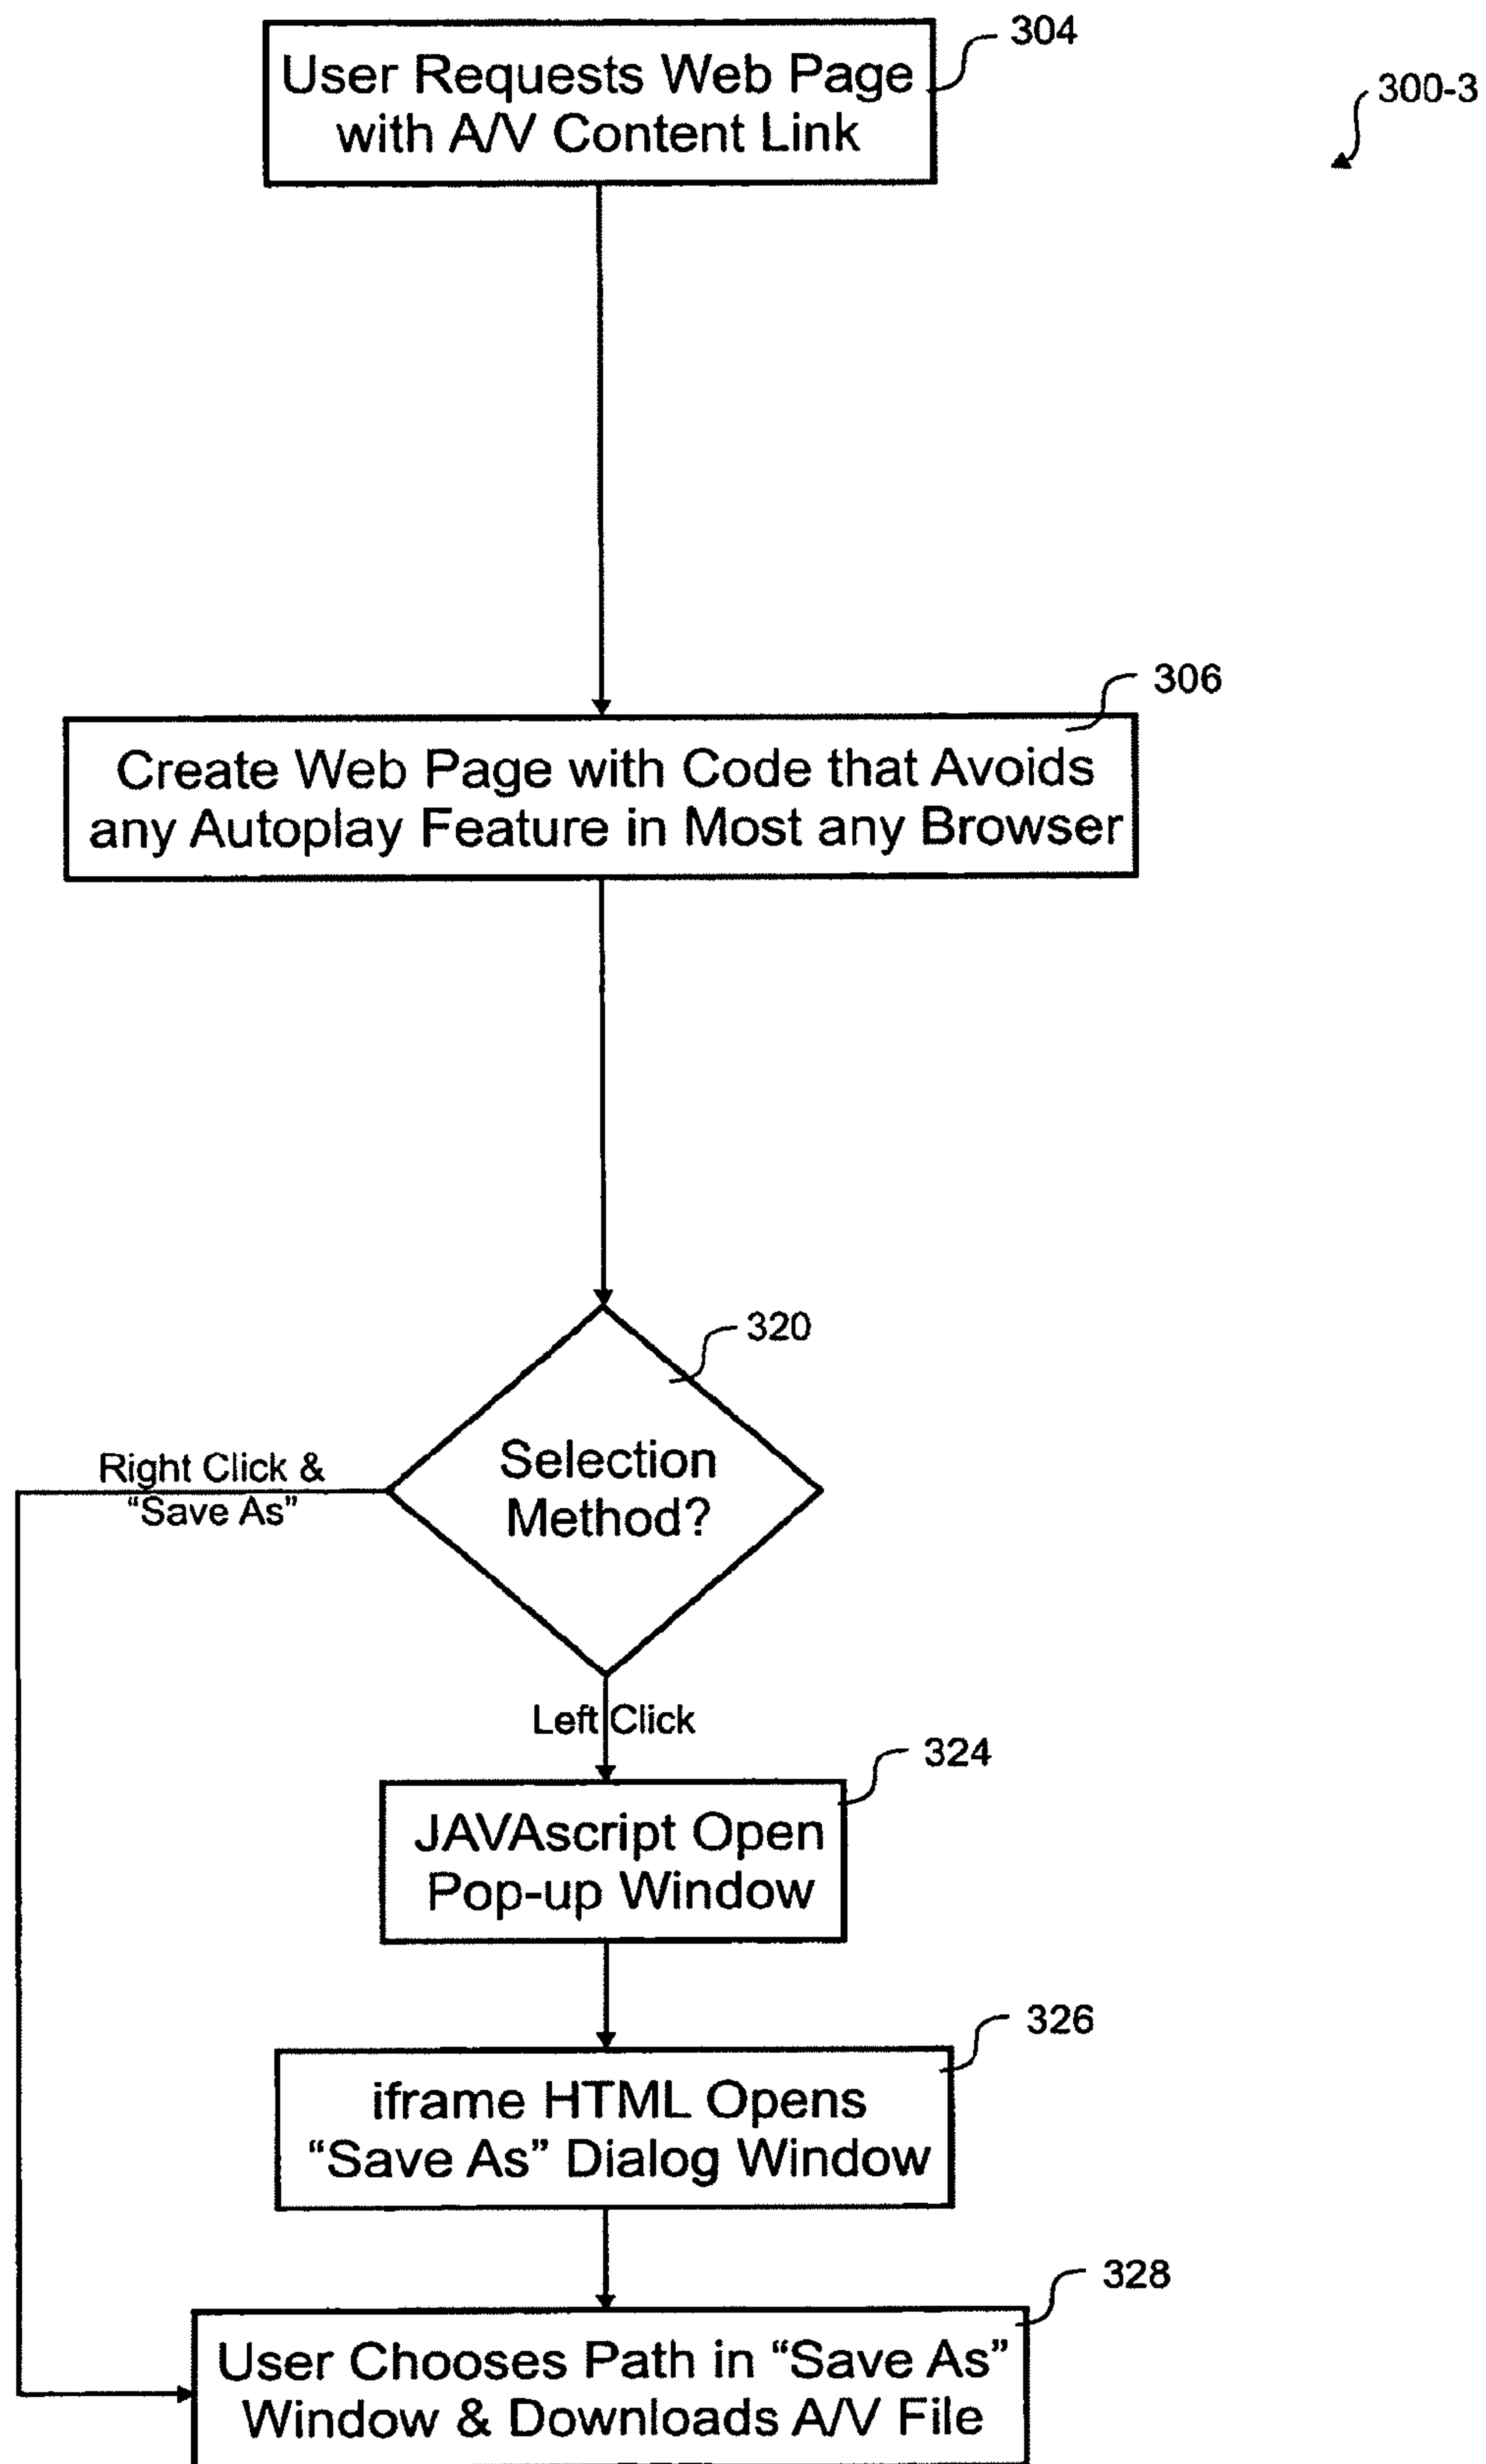 304
User Requests Web Page
with A/V Content Link
300-3
306
Create Web Page with Code that Avoids
any Autoplay Feature in Most any Browser
320
Selection
Method?
Right Click &
“Save As”
Left Click
324
JAVAscript Open
Pop-up Window
326
iframe HTML Opens
“Save As” Dialog Window
328
User Chooses Path in “Save As”
Window & Downloads A/V File